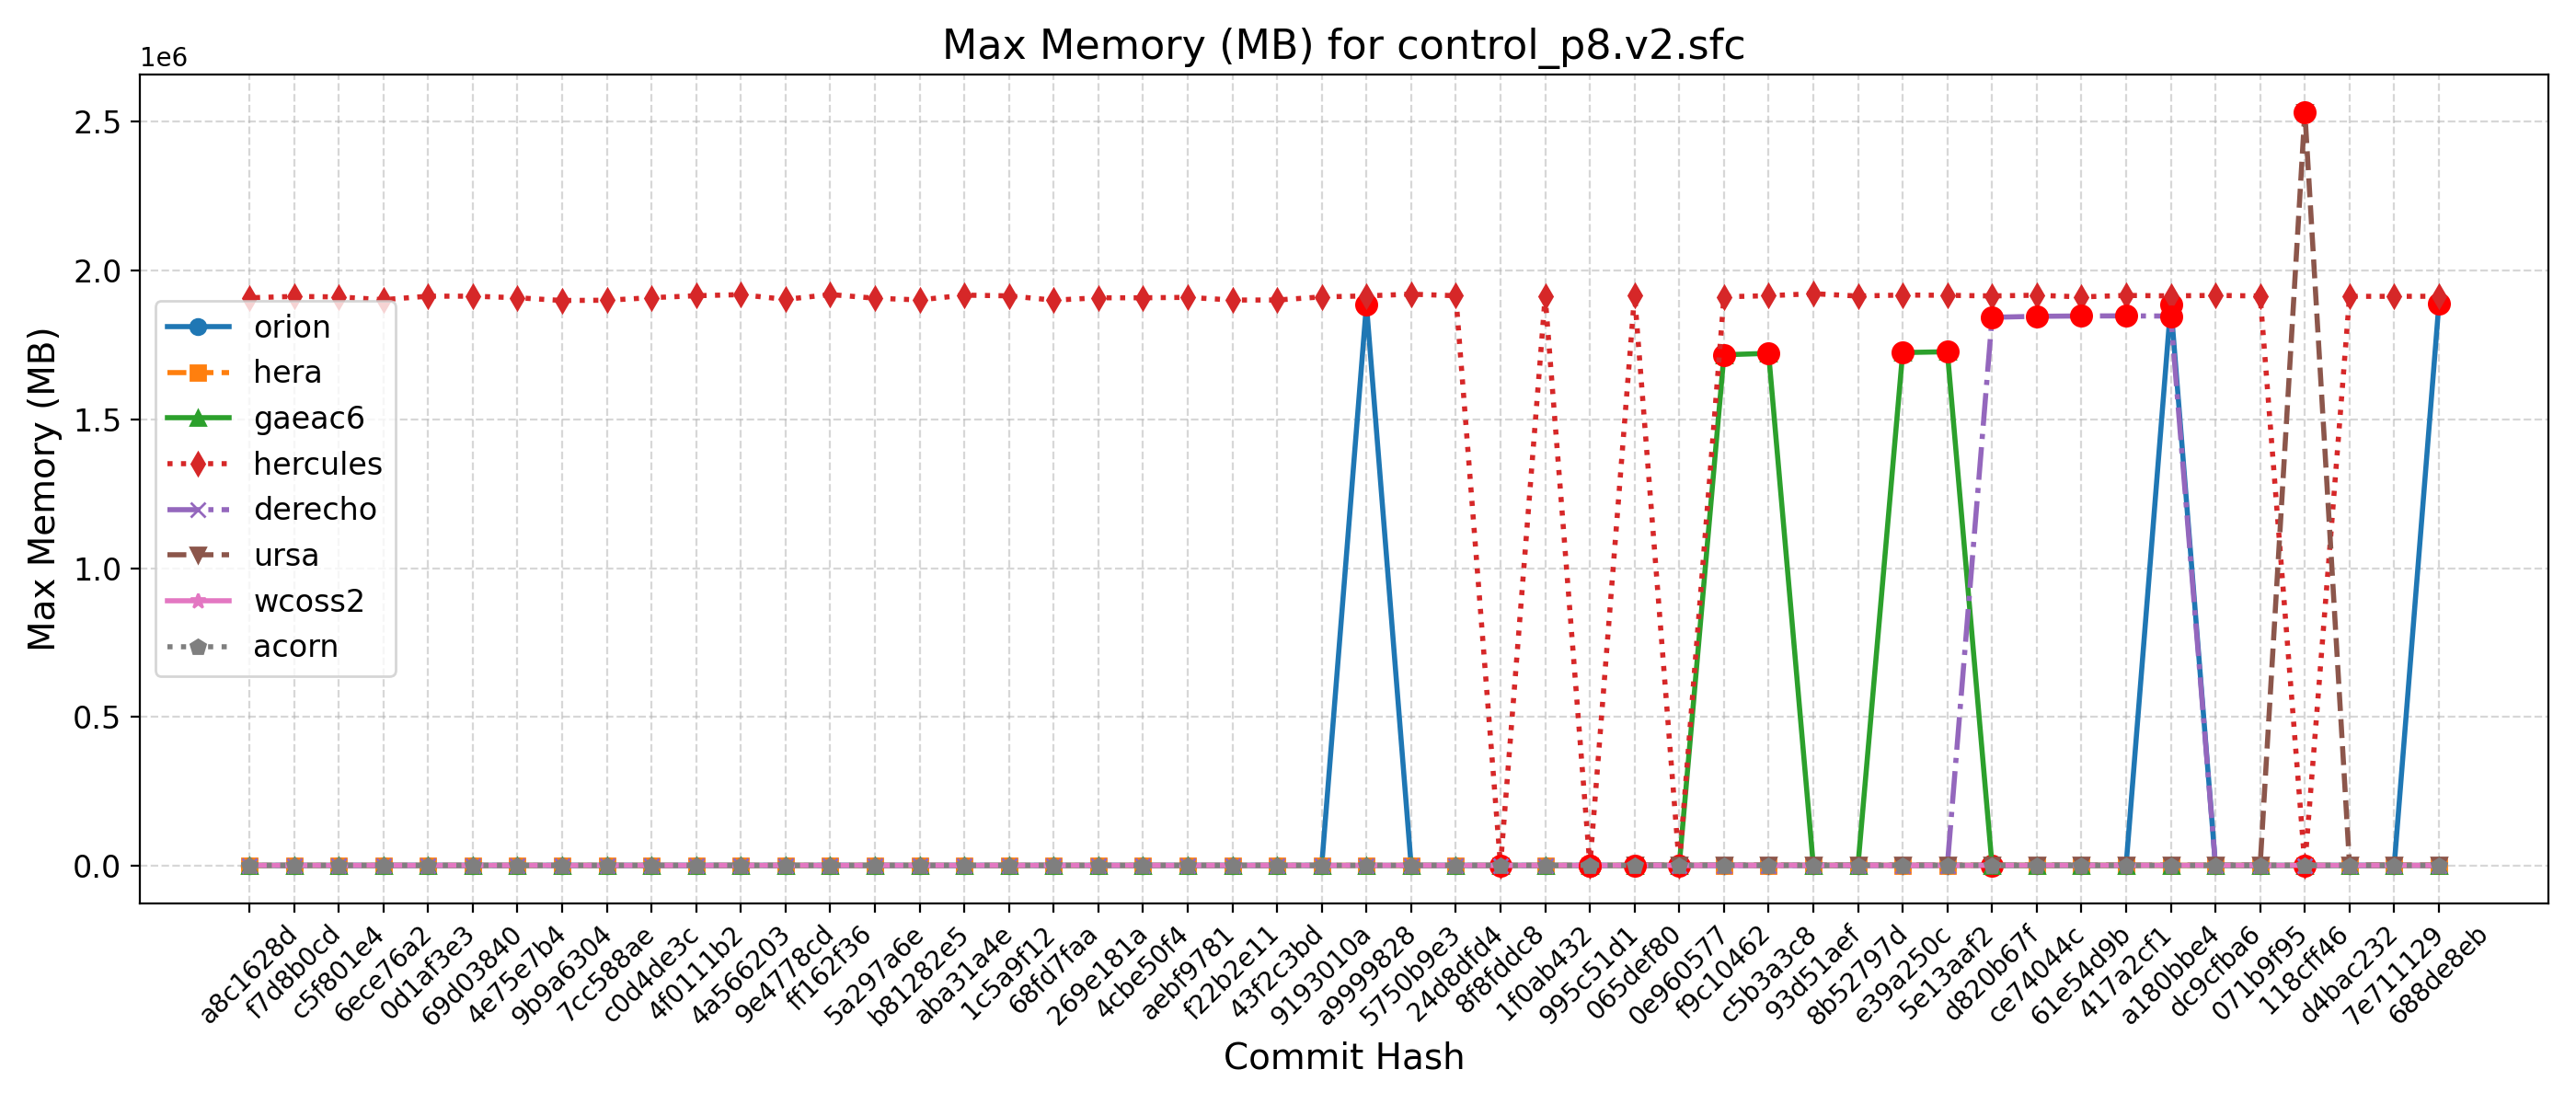 Max Memory (MB) for control_p8.v2.sfc
1e6
2.5
2.0
1.5
1.0
0.5
0.0
Max Memory (MB)
orion
hera
gaeac6
hercules
derecho
ursa
wcoss2
acorn
a8c1628d
f7d8b0cd
c5f801e4
6ece76a2
0d1af3e3
69d03840
4e75e7b4
9b9a6304
7cc588ae
c0d4de3c
4f0111b2
4a566203
9e4778cd
ff162f36
5a297a6e
b81282e5
aba31a4e
1c5a9f12
68fd7faa
269e181a
4cbe50f4
aebf9781
f22b2e11
43f2c3bd
9193010a
a9999828
5750b9e3
24d8dfd4
8f8fddc8
1f0ab432
995c51d1
065def80
0e960577
f9c10462
c5b3a3c8
93d51aef
8b52797d
e39a250c
5e13aaf2
d820b67f
ce74044c
61e54d9b
417a2cf1
a180bbe4
dc9cfba6
071b9f95
118cff46
d4bac232
7e711129
688de8eb
Commit Hash